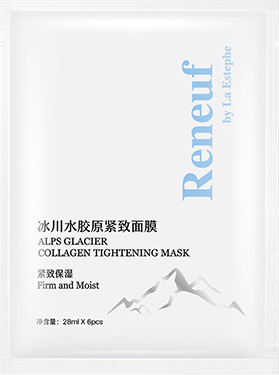 Reneuf
by La Estephe
冰川水胶原紧致面膜
ALPS GLACIER
COLLAGEN TIGHTENING MASK
紧致保湿
Firm and Moist
净含量：28ml X 6pcs